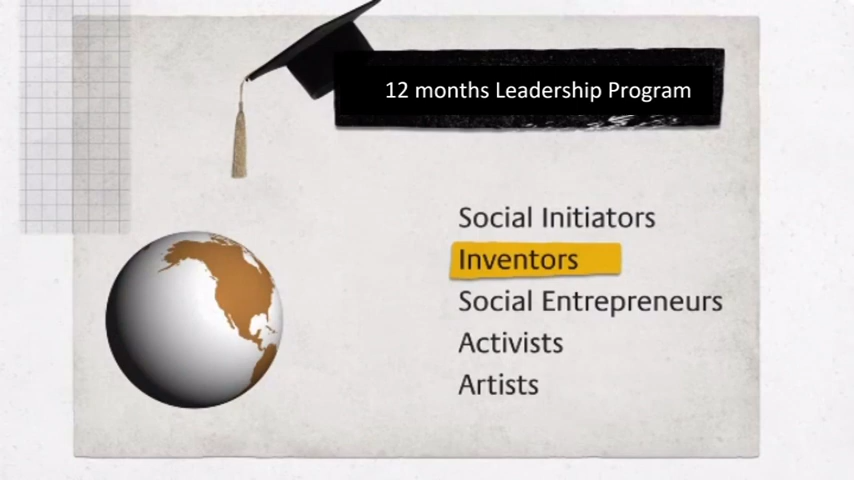 12 months Leadership Program
Social Initiators
Inventors
Social Entrepreneurs
Activists
Artists